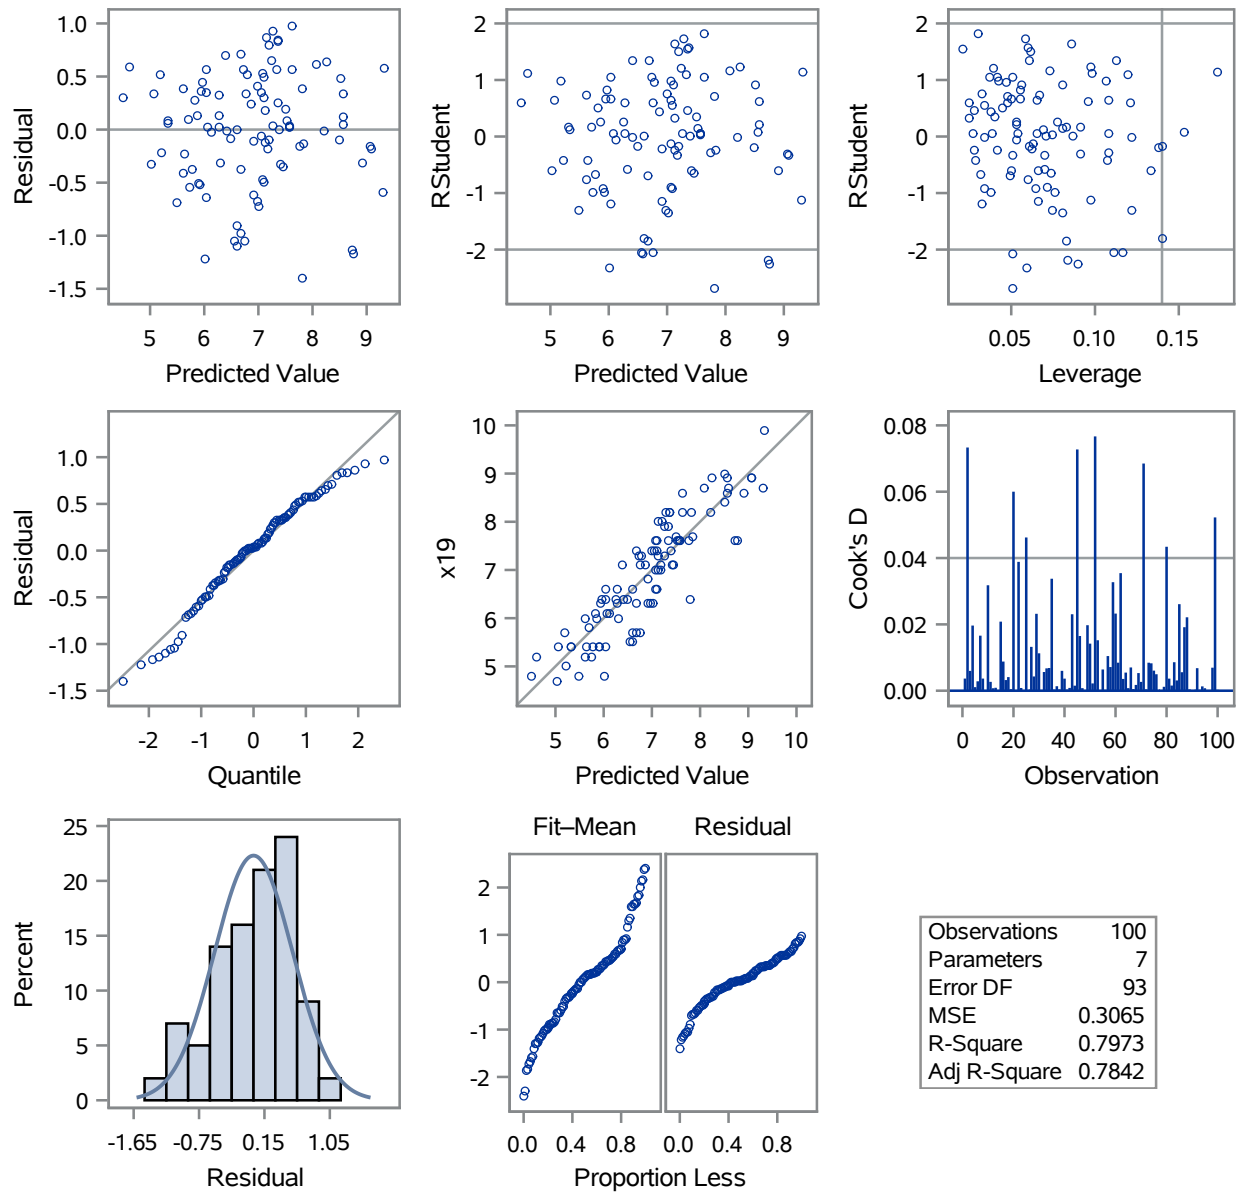 1.0
0.5
0.0
-0.5
-1.0
-1.5
Residual
5 6 7 8 9
Predicted Value
2
1
0
-1
-2
RStudent
5 6 7 8 9
Predicted Value
2
1
0
-1
-2
RStudent
0.05 0.10 0.15
Leverage
1.0
0.5
0.0
-0.5
-1.0
-1.5
Residual
-2 -1 0 1 2
Quantile
10
9
8
7
6
5
x19
5 6 7 8 9 10
Predicted Value
0.08
0.06
0.04
0.02
0.00
Cook's D
0 20 40 60 80 100
Observation
25
20
15
10
5
0
Percent
-1.65 -0.75 0.15 1.05
Residual
Fit–Mean Residual
2
1
0
-1
-2
0.0 0.4 0.8 0.0 0.4 0.8
Proportion Less
Observations 100
Parameters 7
Error DF 93
MSE 0.3065
R-Square 0.7973
Adj R-Square 0.7842